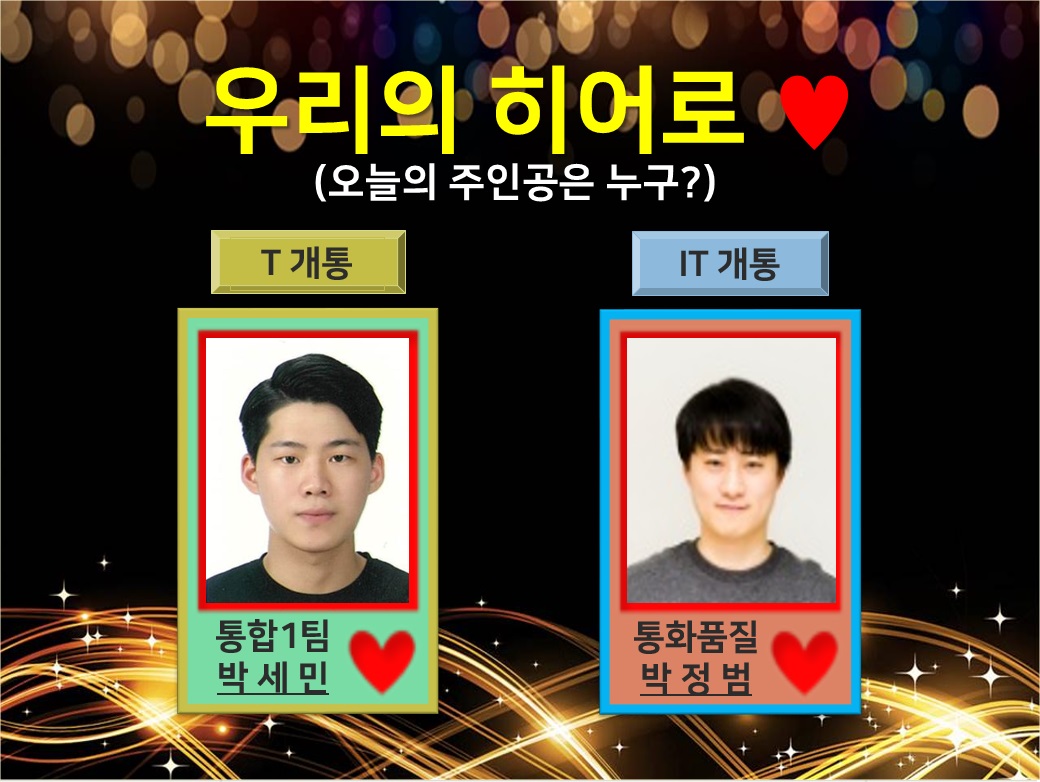 우리의 히어로 ♥
(오늘의 주인공은 누구?)
T 개통
IT 개통
통합1팀
박 세 민
통화품질
박 정 범